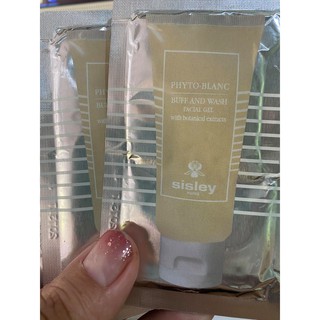 PHYTO-BLANC
BUFF AND WASH
FACIAL GEL
with botanical extracts
sisley
PARIS